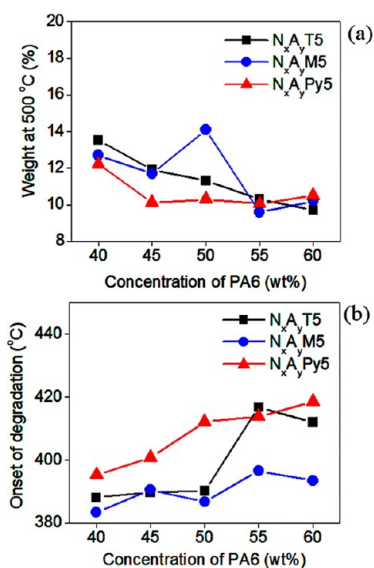 (a)
20
18
16
14
12
10
8
Weight at 500 °C (%)
NxAyT5
NxAyM5
NxAyPy5
40 45 50 55 60
Concentration of PA6 (wt%)
(b)
440
420
400
380
Onset of degradation (°C)
NxAyT5
NxAyM5
NxAyPy5
40 45 50 55 60
Concentration of PA6 (wt%)